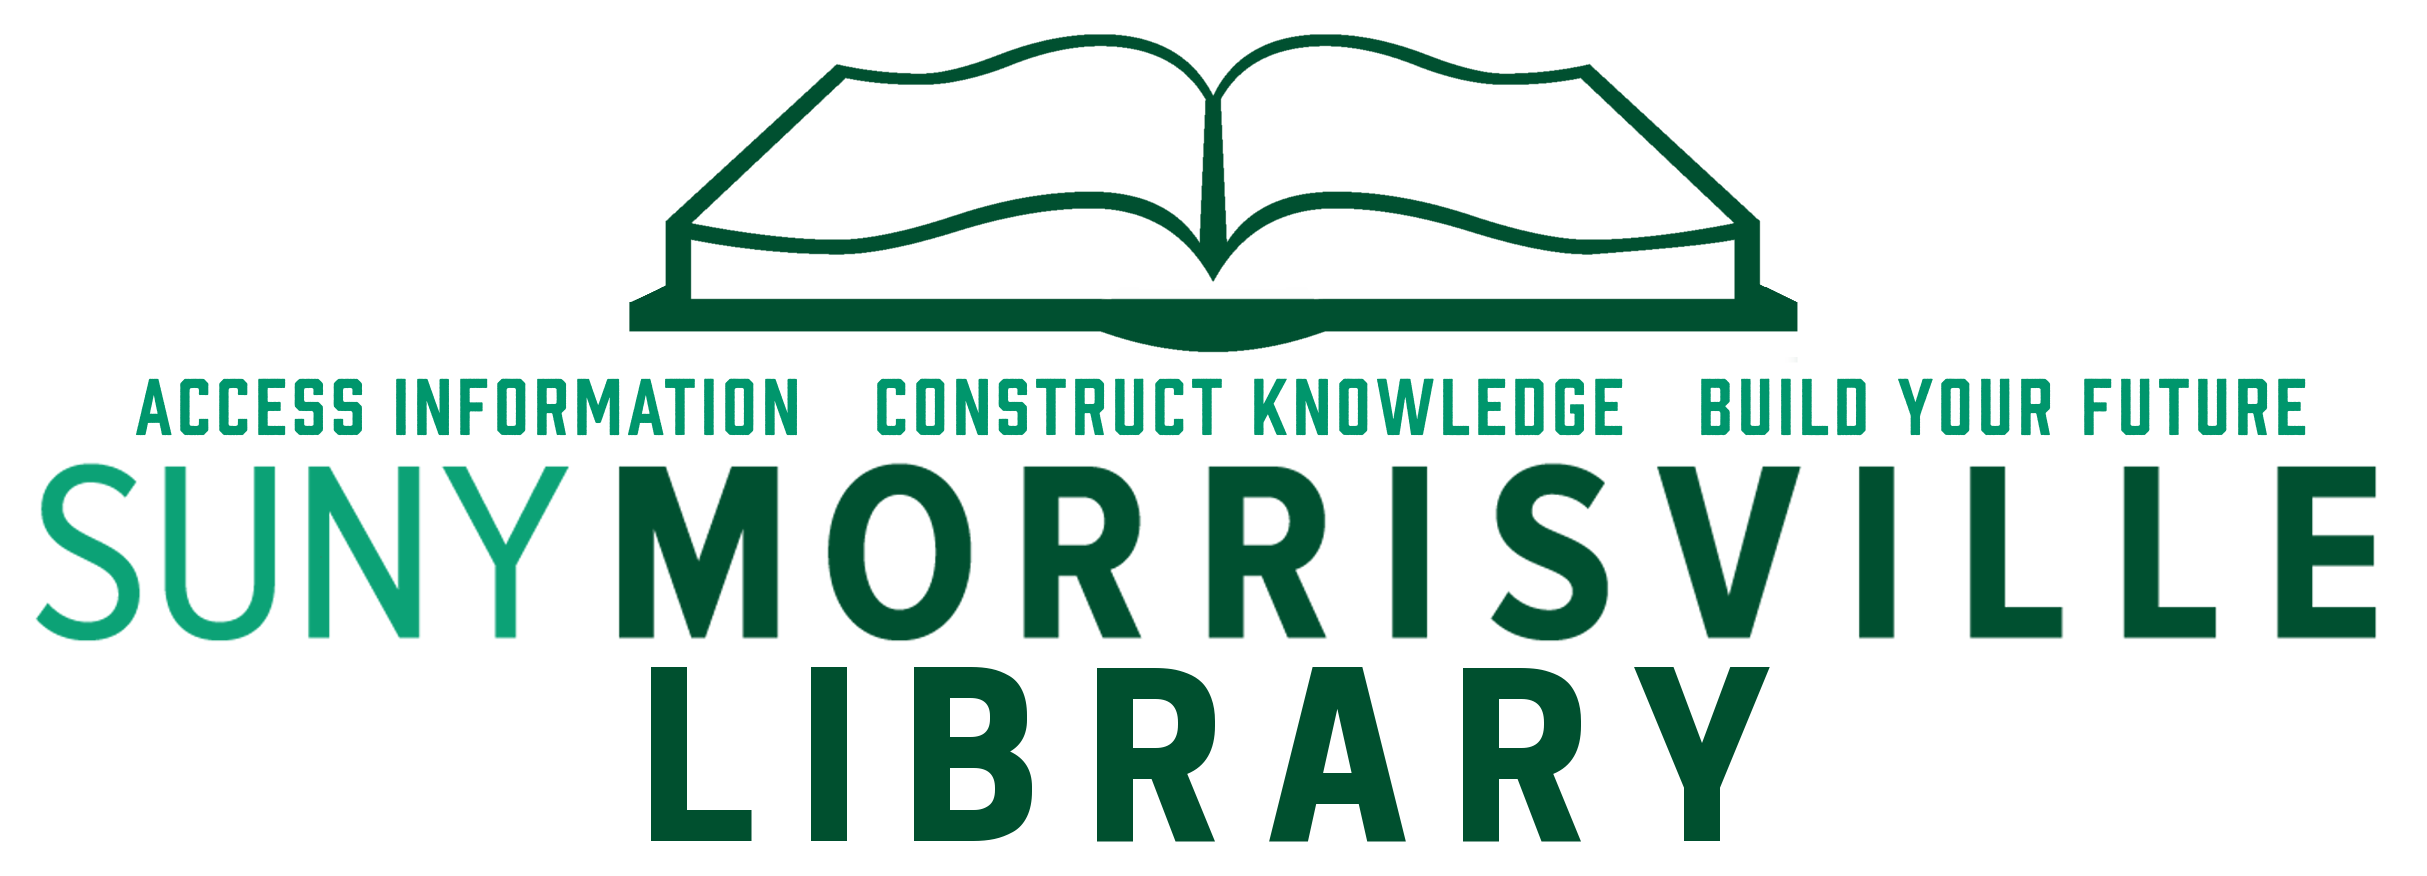 ACCESS INFORMATION CONSTRUCT KNOWLEDGE BUILD YOUR FUTURE
SUNY MORRISVILLE
LIBRARY